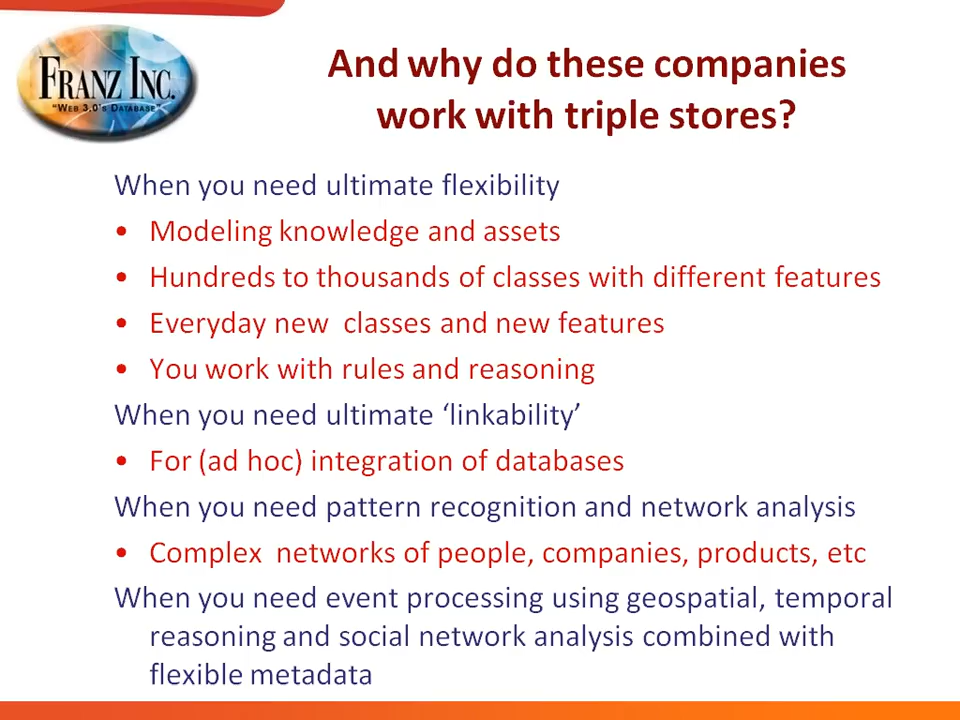 FRANZ INC.
"WEB 3.0'S DATABASE"
And why do these companies
work with triple stores?
When you need ultimate flexibility
• Modeling knowledge and assets
• Hundreds to thousands of classes with different features
• Everyday new  classes and new features
• You work with rules and reasoning
When you need ultimate ‘linkability’
• For (ad hoc) integration of databases
When you need pattern recognition and network analysis
• Complex  networks of people, companies, products, etc
When you need event processing using geospatial, temporal
reasoning and social network analysis combined with
flexible metadata